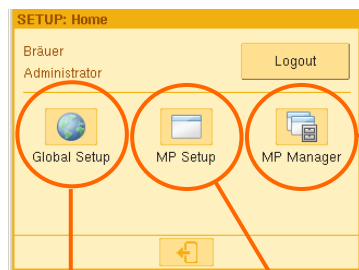 SETUP: Home
Bräuer
Administrator
Logout
Global Setup
MP Setup
MP Manager